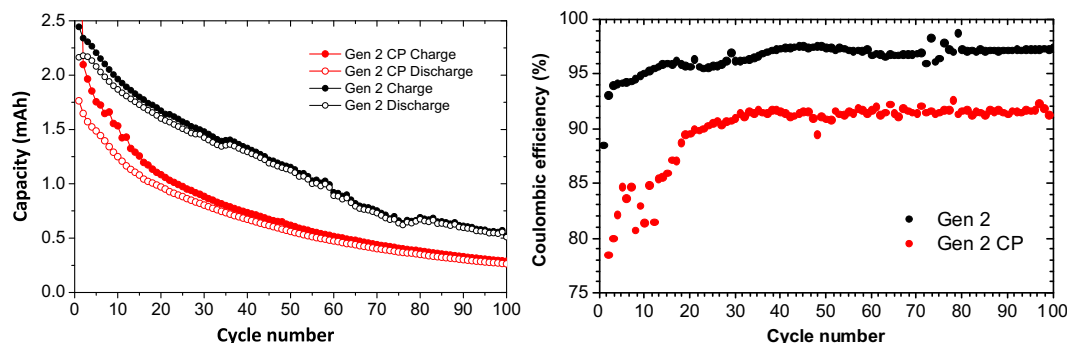 2.5
2.0
1.5
1.0
0.5
0.0
Capacity (mAh)
Gen 2 CP Charge
Gen 2 CP Discharge
Gen 2 Charge
Gen 2 Discharge
0 10 20 30 40 50 60 70 80 90 100
Cycle number
100
95
90
85
80
75
Coulombic efficiency (%)
Gen 2
Gen 2 CP
0 10 20 30 40 50 60 70 80 90 100
Cycle number